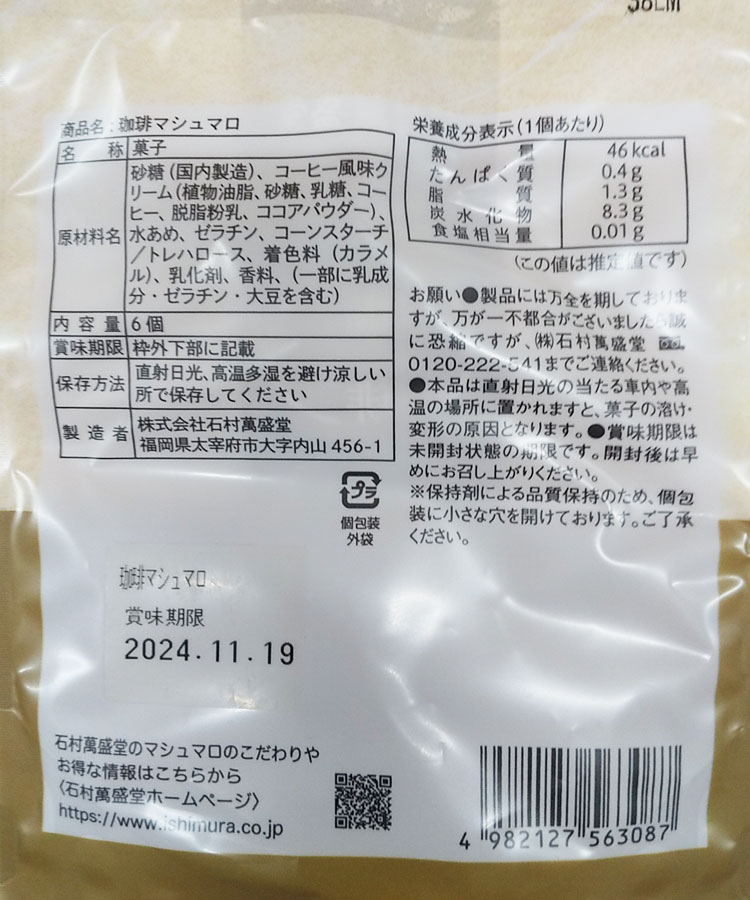 商品名:珈琲マシュマロ
名称 菓子
原材料名 砂糖(国内製造)、コーヒー風味ク
リーム(植物油脂、砂糖、乳糖、コー
ヒー、脱脂粉乳、ココアパウダー)、
水あめ、ゼラチン、コーンスターチ
/トレハロース、着色料(カラメ
ル)、乳化剤、香料、(一部に乳成
分・ゼラチン・大豆を含む)
内容量 6個
賞味期限 枠外下部に記載
保存方法 直射日光、高温多湿を避け涼しい
所で保存してください
製造者 株式会社石村萬盛堂
福岡県太宰府市大字内山 456-1
栄養成分表示(1個あたり)
熱量 46kcal
たんぱく質 0.4g
脂質 1.3g
炭水化物 8.3g
食塩相当量 0.01g
(この値は推定値です)
お願い●製品には万全を期しておりま
すが、万が一不都合がございましたら誠
に恐縮ですが、(株)石村萬盛堂
0120-222-541までご連絡ください。
●本品は直射日光の当たる車内や高
温の場所に置かれますと、菓子の溶け・
変形の原因となります。●賞味期限は
未開封状態の期限です。開封後は早
めにお召し上がりください。
※保持剤による品質保持のため、個包
装に小さな穴を開けております。ご了承
ください。
プラ
個包装
外袋
珈琲マシュマロ
賞味期限
2024.11.19
石村萬盛堂のマシュマロのこだわりや
お得な情報はこちらから
〈石村萬盛堂ホームページ〉
https://www.ishimura.co.jp
4 982127 563087